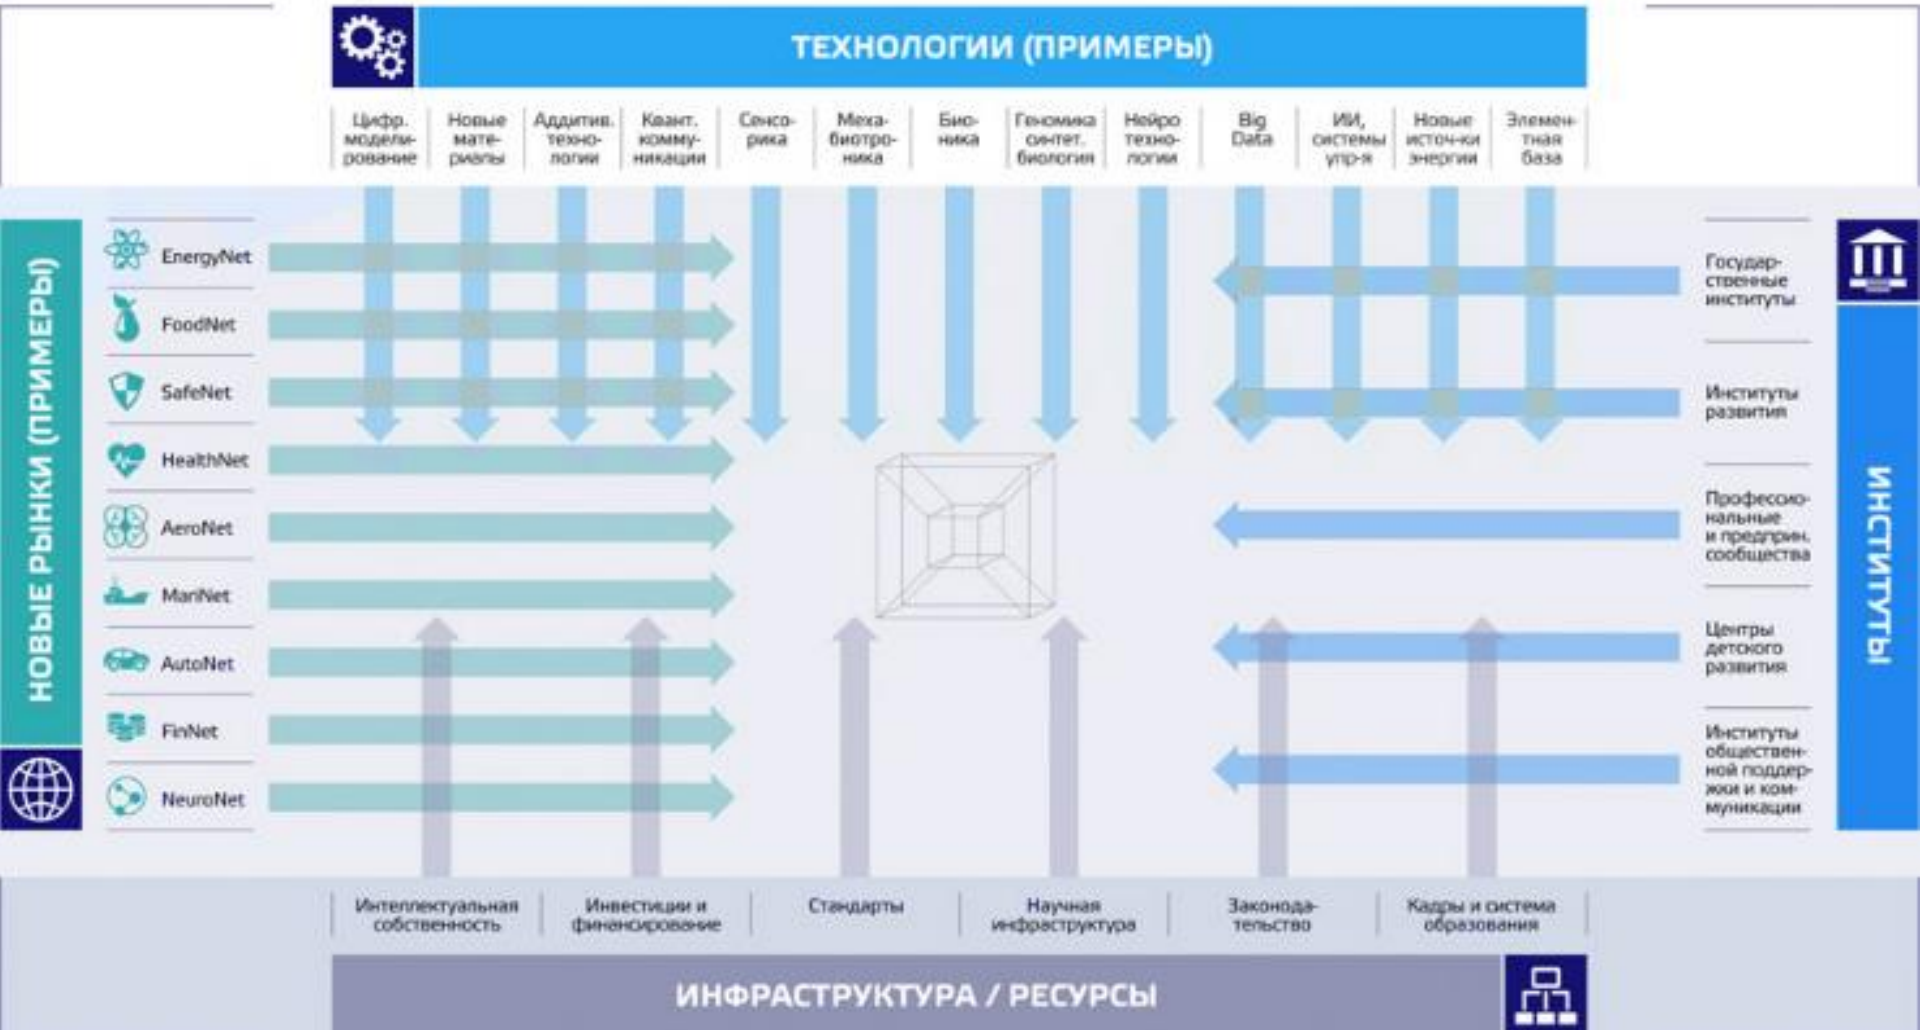 ТЕХНОЛОГИИ (ПРИМЕРЫ)
Цифр.
модели-
рование
Новые
мате-
риалы
Аддитив.
техно-
логии
Квант.
комму-
никации
Сенсо-
рика
Меха-
биотро-
ника
Био-
ника
Геномика
синтет.
биология
Нейро
техно-
логии
Big
Data
ИИ,
системы
упр-я
Новые
источ-ки
энергии
Элемен-
тная
база
НОВЫЕ РЫНКИ (ПРИМЕРЫ)
EnergyNet
FoodNet
SafeNet
HealthNet
AeroNet
MariNet
AutoNet
FinNet
NeuroNet
Государ-
ственные
институты
Институты
развития
Профессио-
нальные
и предприн.
сообщества
Центры
детского
развития
Институты
обществен-
ной поддер-
жки и ком-
муникации
ИНСТИТУТЫ
Интеллектуальная
собственность
Инвестиции и
финансирование
Стандарты
Научная
инфраструктура
Законода-
тельство
Кадры и система
образования
ИНФРАСТРУКТУРА / РЕСУРСЫ